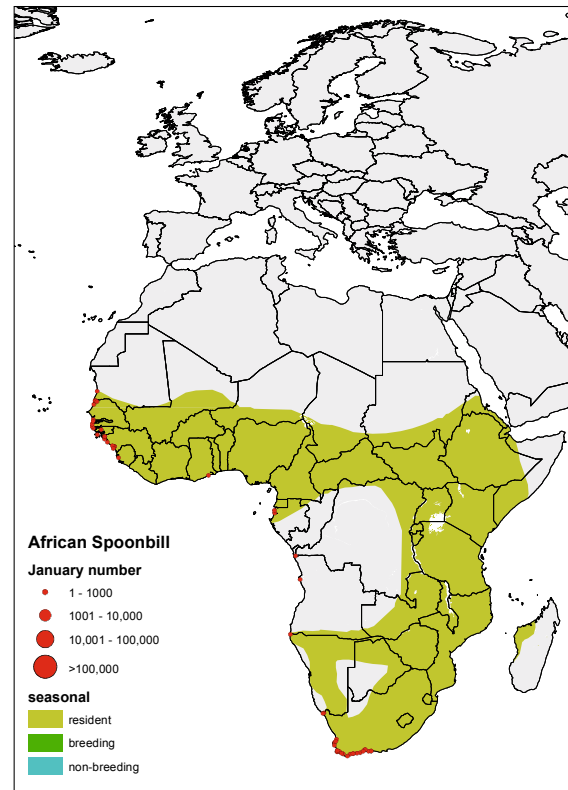 African Spoonbill
January number
1 - 1000
1001 - 10,000
10,001 - 100,000
>100,000
seasonal
resident
breeding
non-breeding